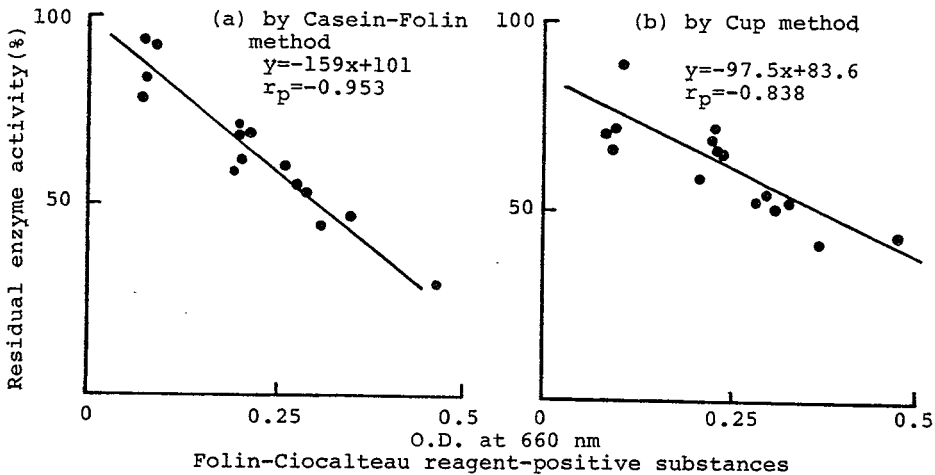 (a) by Casein-Folin
method
y=-159x+101
rp=-0.953
(b) by Cup method
y=-97.5x+83.6
rp=-0.838
Residual enzyme activity(%)
100
50
0
0.25
0.5
100
50
0
0.25
0.5
O.D. at 660 nm
Folin-Ciocalteau reagent-positive substances